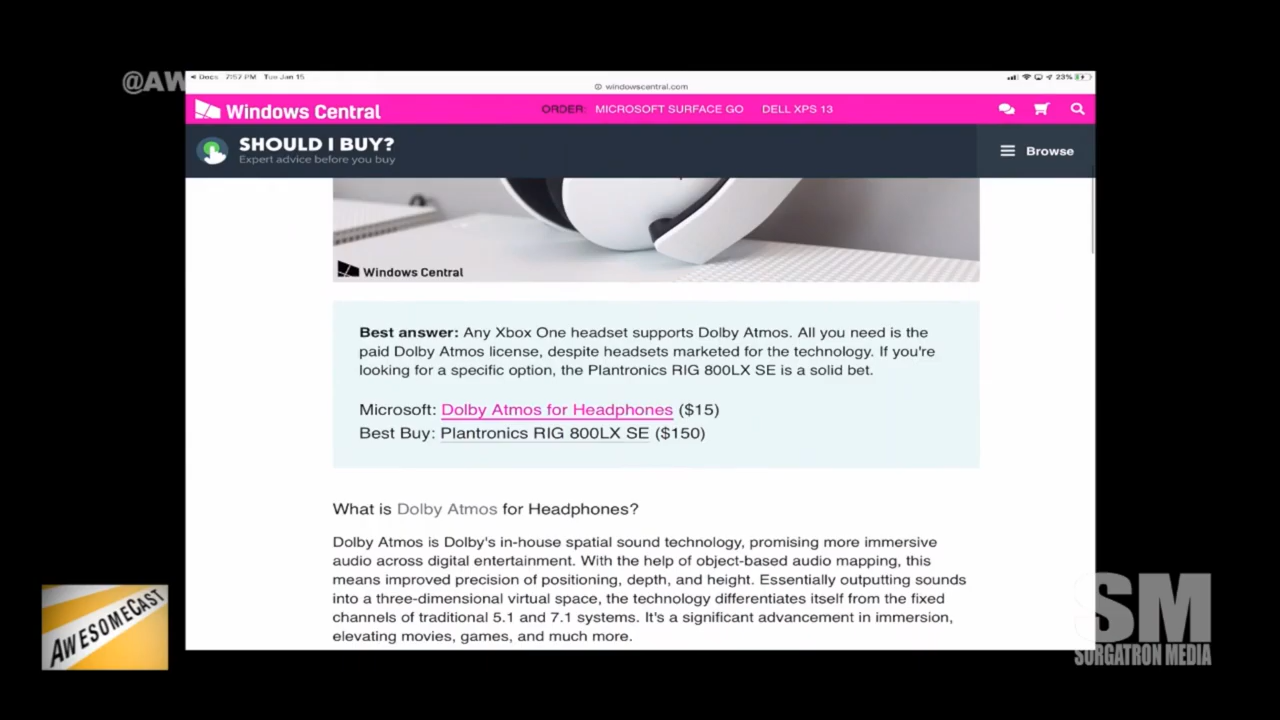 @AW
Docs 7:57 PM Tue Jan 15
23%
windowscentral.com
Windows Central
ORDER: MICROSOFT SURFACE GO DELL XPS 13
SHOULD I BUY?
Expert advice before you buy
Browse
Windows Central
Best answer: Any Xbox One headset supports Dolby Atmos. All you need is the
paid Dolby Atmos license, despite headsets marketed for the technology. If you're
looking for a specific option, the Plantronics RIG 800LX SE is a solid bet.
Microsoft: Dolby Atmos for Headphones ($15)
Best Buy: Plantronics RIG 800LX SE ($150)
What is Dolby Atmos for Headphones?
Dolby Atmos is Dolby's in-house spatial sound technology, promising more immersive
audio across digital entertainment. With the help of object-based audio mapping, this
means improved precision of positioning, depth, and height. Essentially outputting sounds
into a three-dimensional virtual space, the technology differentiates itself from the fixed
channels of traditional 5.1 and 7.1 systems. It's a significant advancement in immersion,
elevating movies, games, and much more.
AWESOMECAST
SM
SORGATRON MEDIA